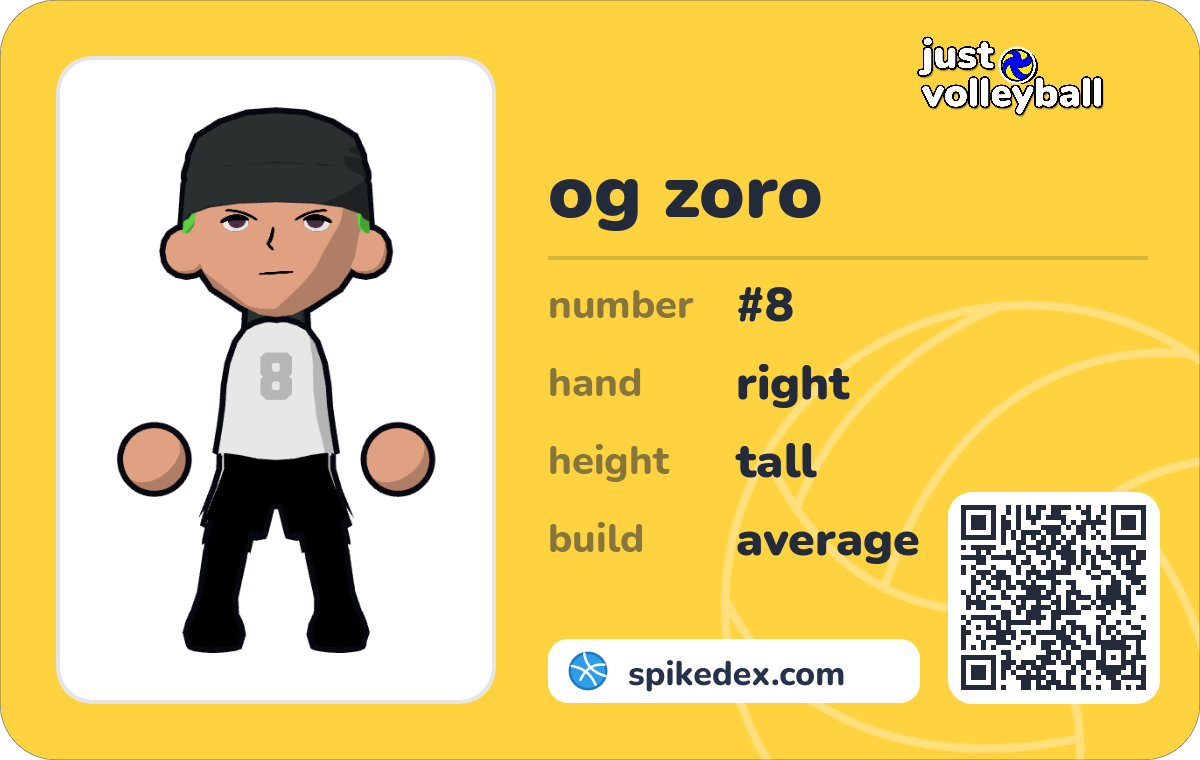 just
volleyball
og zoro
number #8
hand right
height tall
build average
8
spikedex.com